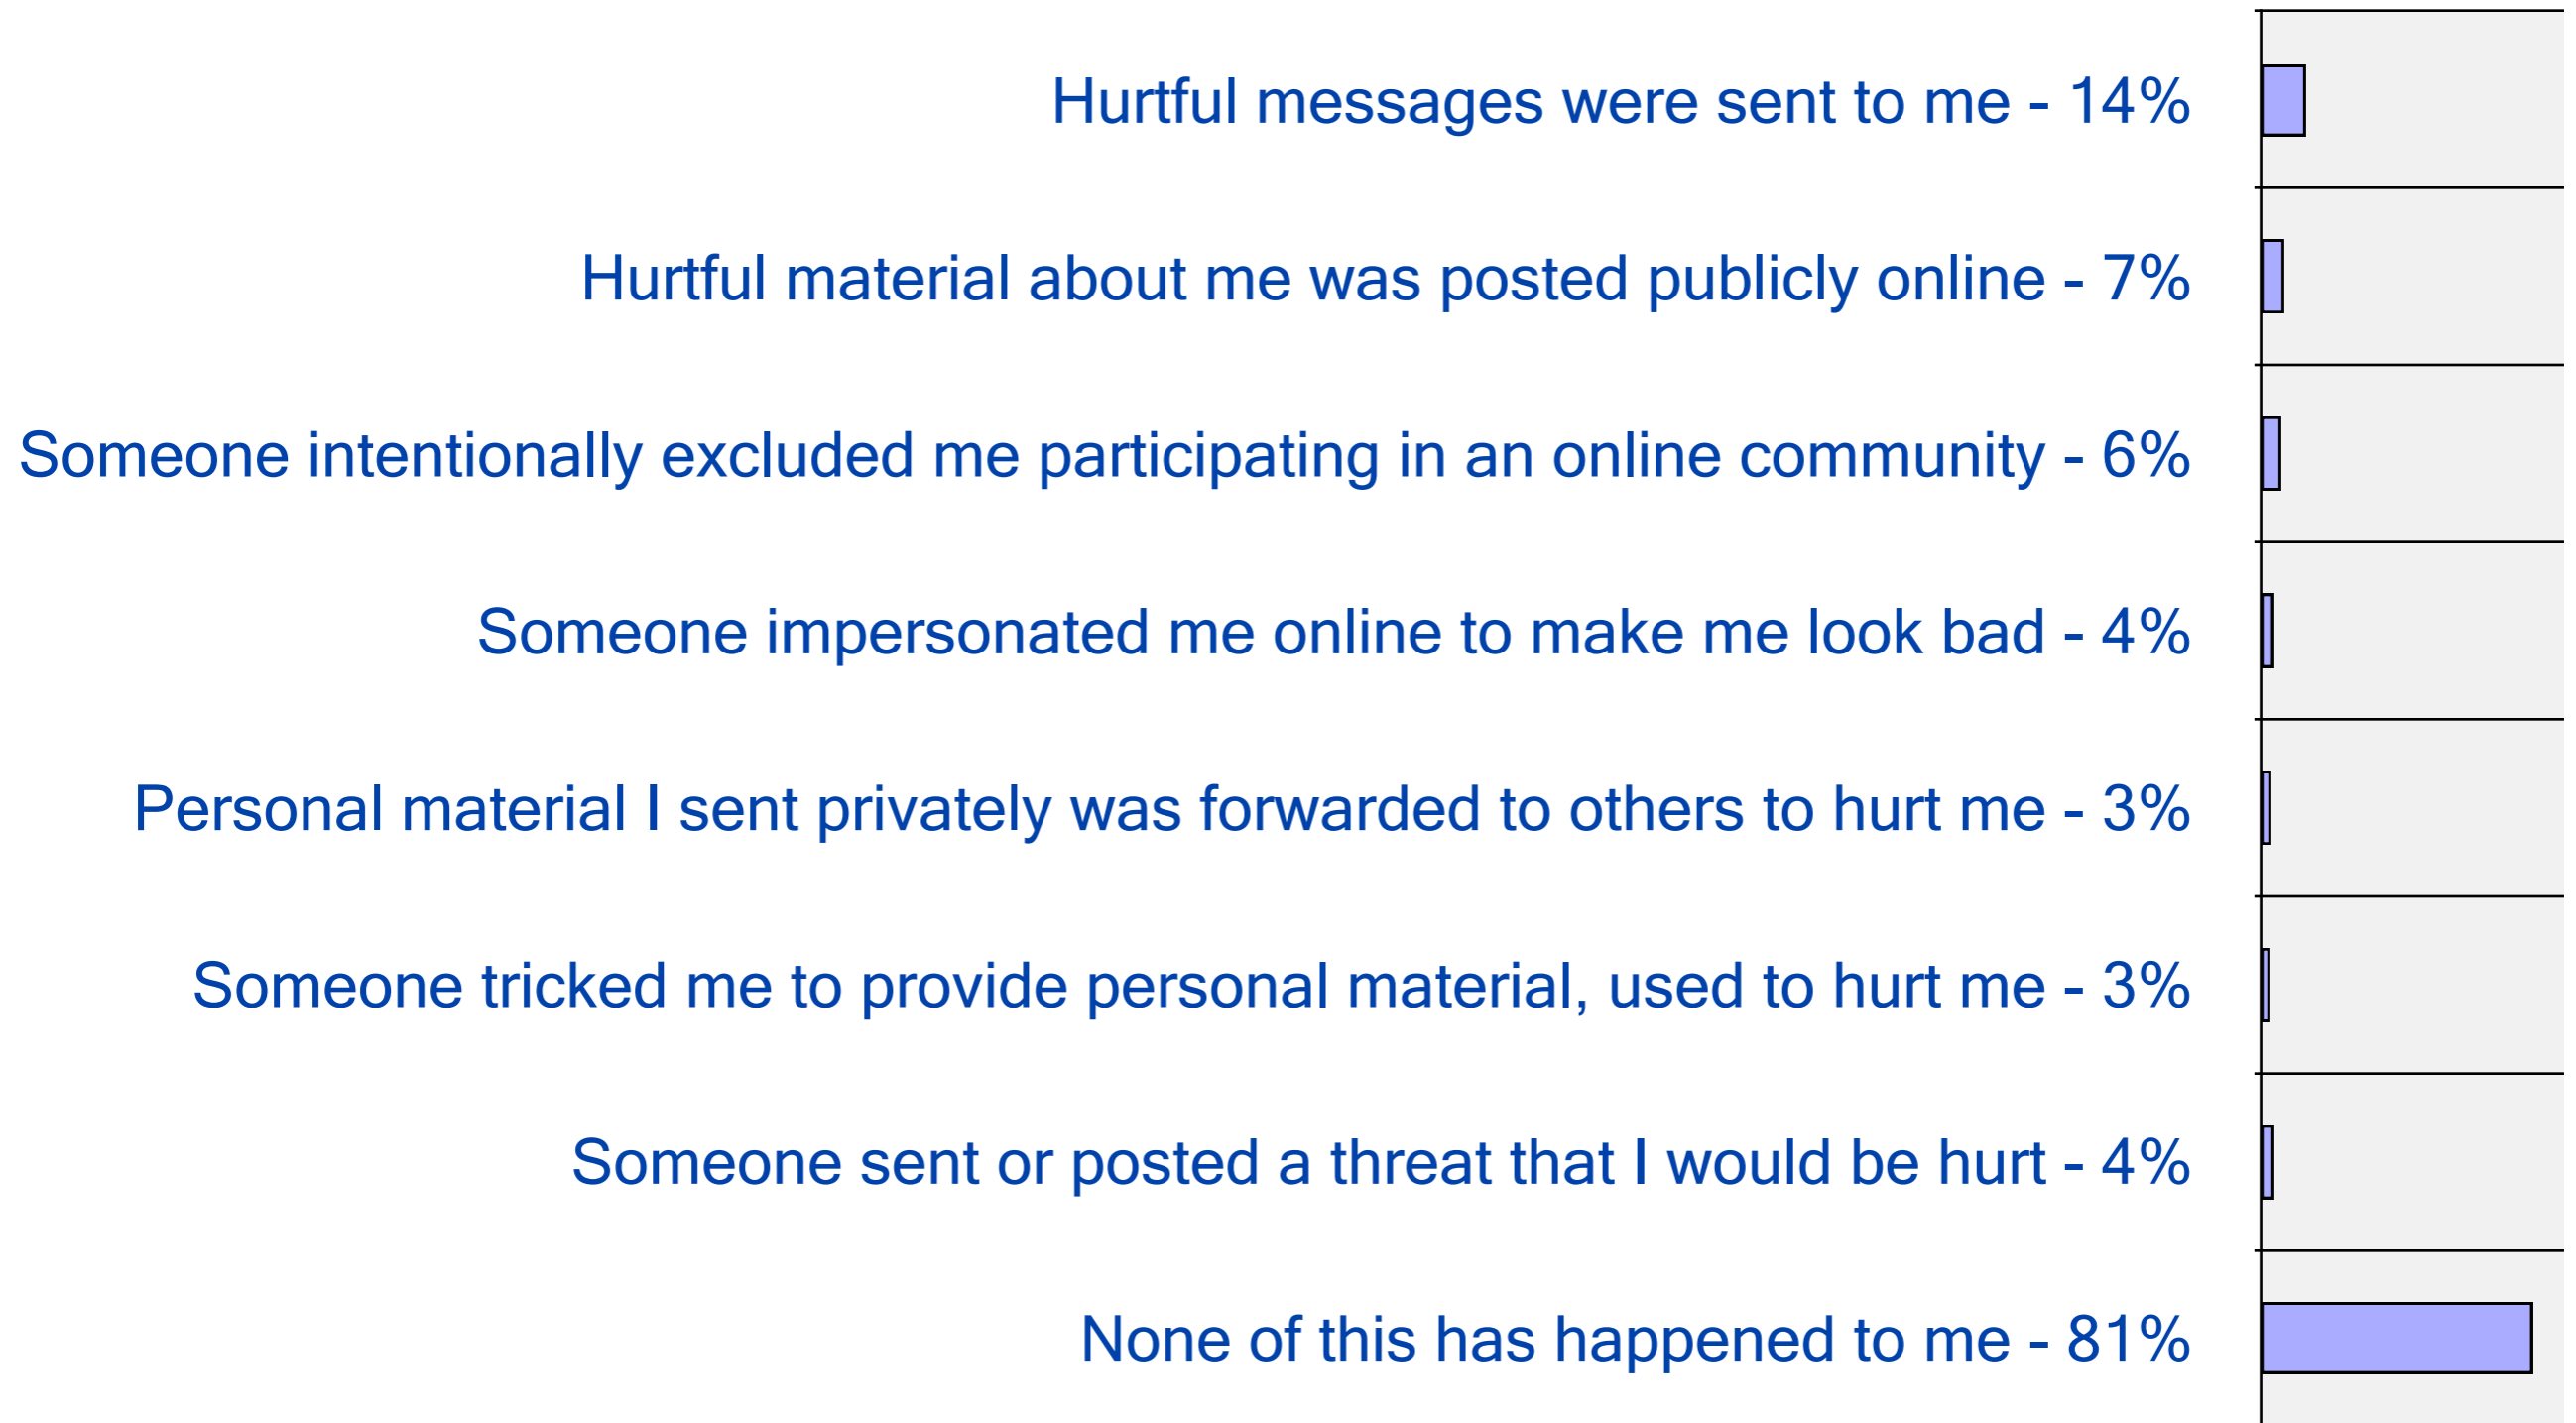 Hurtful messages were sent to me - 14%
Hurtful material about me was posted publicly online - 7%
Someone intentionally excluded me participating in an online community - 6%
Someone impersonated me online to make me look bad - 4%
Personal material I sent privately was forwarded to others to hurt me - 3%
Someone tricked me to provide personal material, used to hurt me - 3%
Someone sent or posted a threat that I would be hurt - 4%
None of this has happened to me - 81%